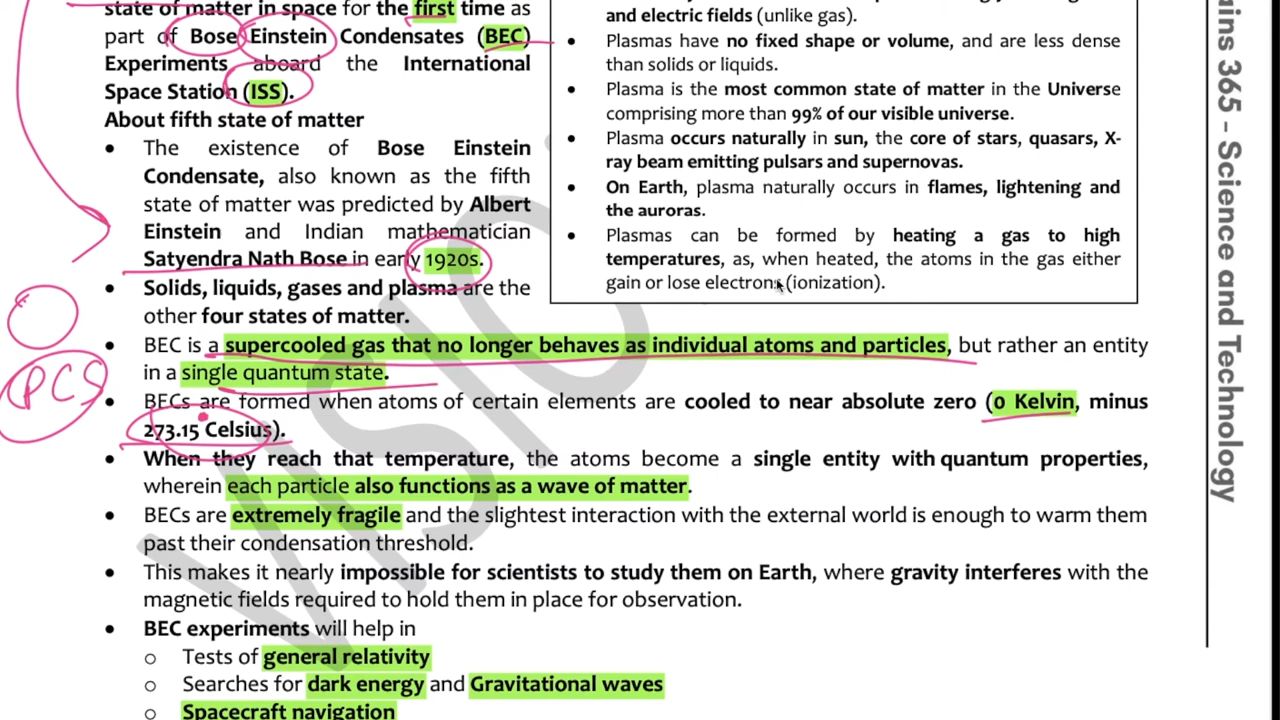 state of matter in space for the first time as
part of Bose Einstein Condensates (BEC)
Experiments aboard the International
Space Station (ISS).
About fifth state of matter
• The existence of Bose Einstein
Condensate, also known as the fifth
state of matter was predicted by Albert
Einstein and Indian mathematician
Satyendra Nath Bose in early 1920s.
• Solids, liquids, gases and plasma are the
other four states of matter.
and electric fields (unlike gas).
• Plasmas have no fixed shape or volume, and are less dense
than solids or liquids.
• Plasma is the most common state of matter in the Universe
comprising more than 99% of our visible universe.
• Plasma occurs naturally in sun, the core of stars, quasars, X-
ray beam emitting pulsars and supernovas.
• On Earth, plasma naturally occurs in flames, lightening and
the auroras.
• Plasmas can be formed by heating a gas to high
temperatures, as, when heated, the atoms in the gas either
gain or lose electrons (ionization).
• BEC is a supercooled gas that no longer behaves as individual atoms and particles, but rather an entity
in a single quantum state.
• BECs are formed when atoms of certain elements are cooled to near absolute zero (0 Kelvin, minus
273.15 Celsius).
• When they reach that temperature, the atoms become a single entity with quantum properties,
wherein each particle also functions as a wave of matter.
• BECs are extremely fragile and the slightest interaction with the external world is enough to warm them
past their condensation threshold.
• This makes it nearly impossible for scientists to study them on Earth, where gravity interferes with the
magnetic fields required to hold them in place for observation.
• BEC experiments will help in
o Tests of general relativity
o Searches for dark energy and Gravitational waves
o Spacecraft navigation
PCS
ains 365 - Science and Technology